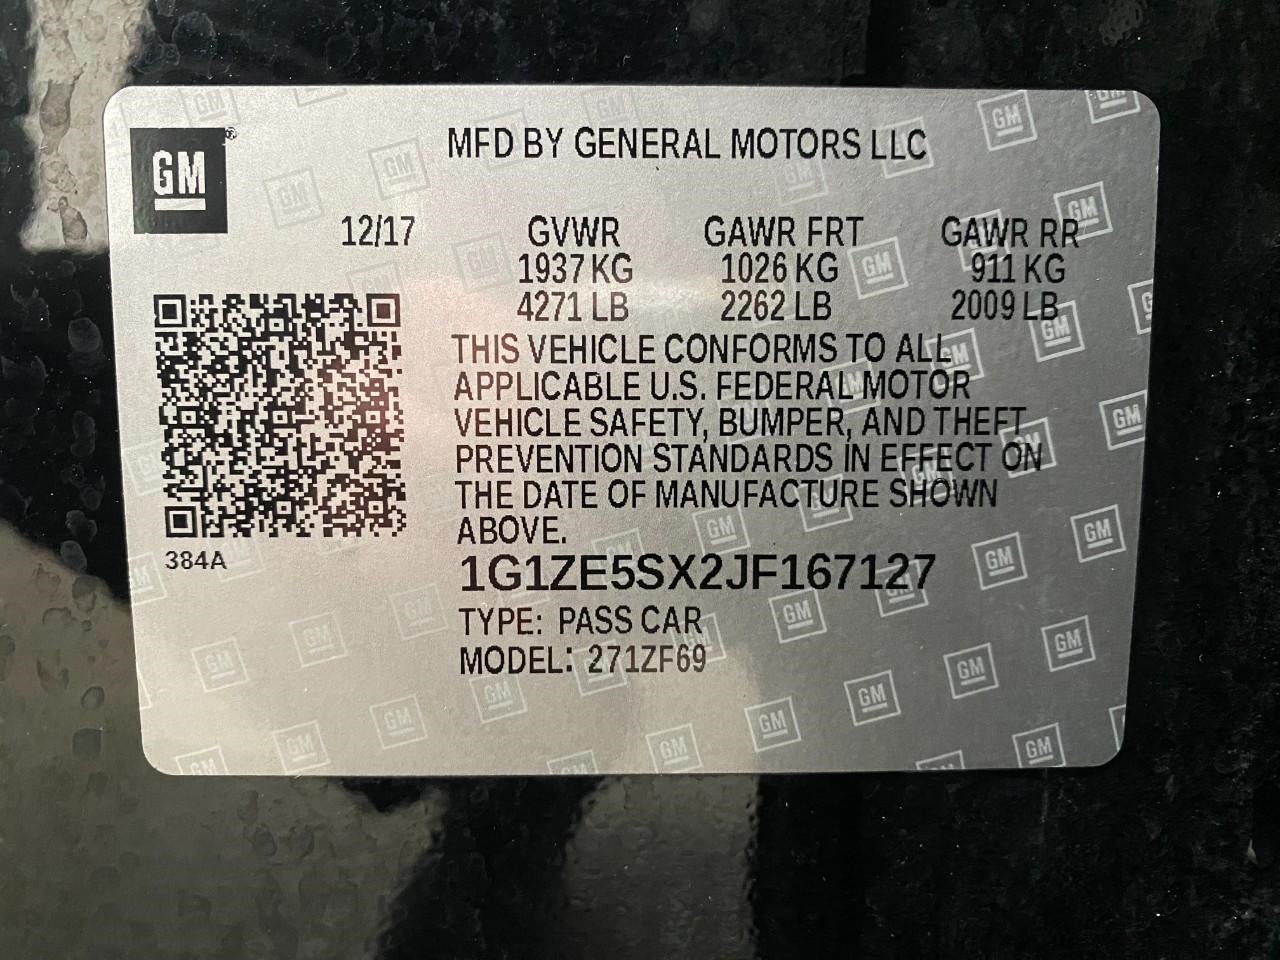 GM
MFD BY GENERAL MOTORS LLC
12/17 GVWR GAWR FRT GAWR RR
1937 KG 1026 KG 911 KG
4271 LB 2262 LB 2009 LB
THIS VEHICLE CONFORMS TO ALL
APPLICABLE U.S. FEDERAL MOTOR
VEHICLE SAFETY, BUMPER, AND THEFT
PREVENTION STANDARDS IN EFFECT ON
THE DATE OF MANUFACTURE SHOWN
ABOVE.
384A
1G1ZE5SX2JF167127
TYPE: PASS CAR
MODEL: 271ZF69